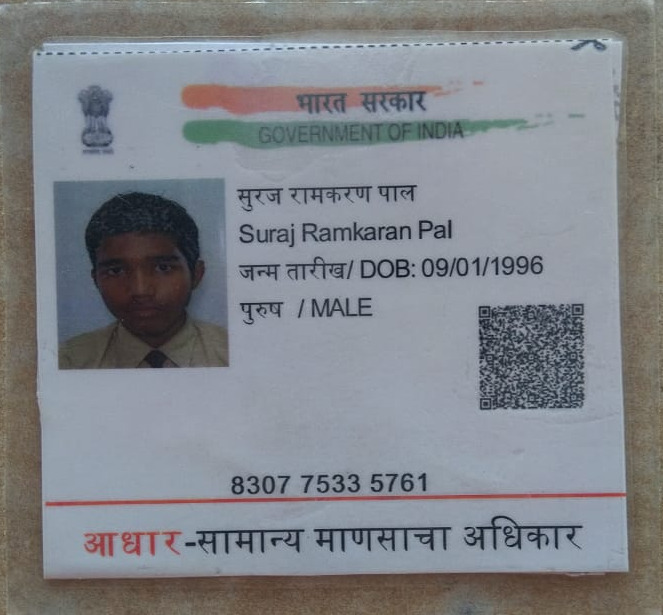 भारत सरकार
GOVERNMENT OF INDIA
सुरज रामकरण पाल
Suraj Ramkaran Pal
जन्म तारीख/ DOB: 09/01/1996
पुरुष / MALE
8307 7533 5761
आधार-सामान्य माणसाचा अधिकार